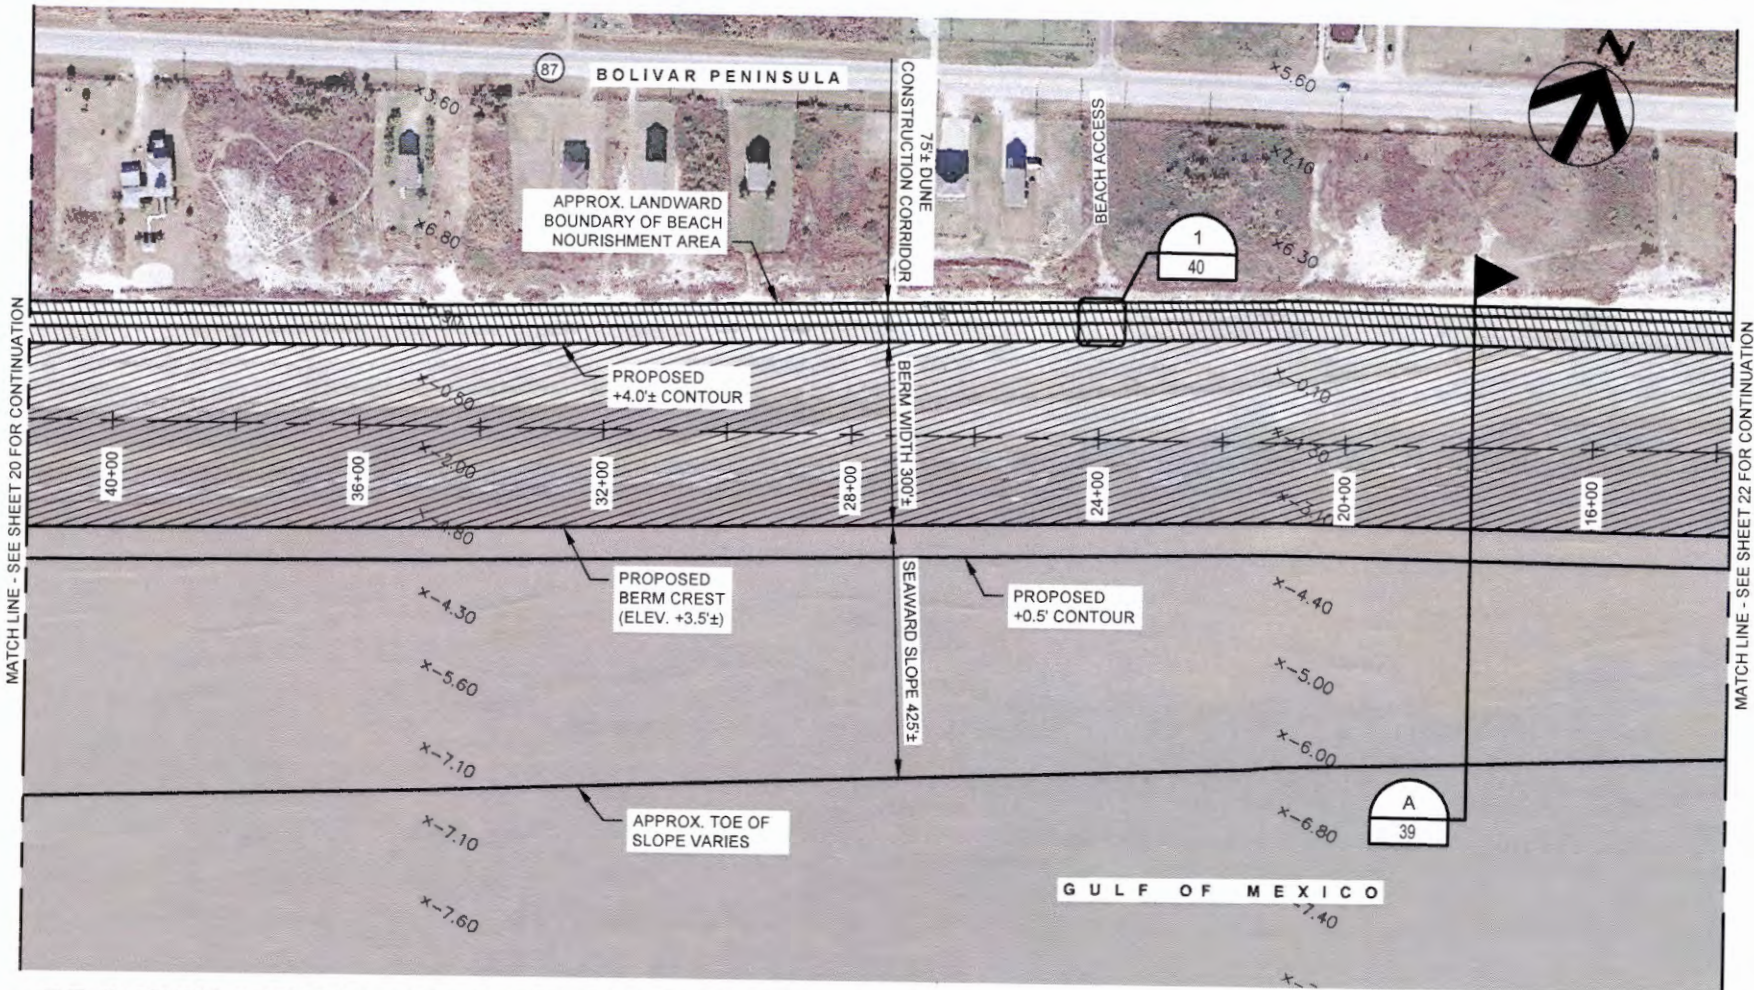 87
BOLIVAR PENINSULA
75'± DUNE
CONSTRUCTION CORRIDOR
BEACH ACCESS
N
x3.60
x5.60
x2.16
x6.80
x6.30
APPROX. LANDWARD
BOUNDARY OF BEACH
NOURISHMENT AREA
1
40
MATCH LINE - SEE SHEET 20 FOR CONTINUATION
MATCH LINE - SEE SHEET 22 FOR CONTINUATION
PROPOSED
+4.0'± CONTOUR
BERM WIDTH 300'±
x-0.50
x-0.10
x-2.00
x-1.30
40+00
36+00
32+00
28+00
24+00
20+00
16+00
x-4.80
PROPOSED
BERM CREST
(ELEV. +3.5'±)
PROPOSED
+0.5' CONTOUR
SEAWARD SLOPE 425'±
x-4.30
x-4.40
x-5.60
x-5.00
x-7.10
x-6.00
APPROX. TOE OF
SLOPE VARIES
A
39
x-7.10
x-6.80
GULF OF MEXICO
x-7.60
-7.40